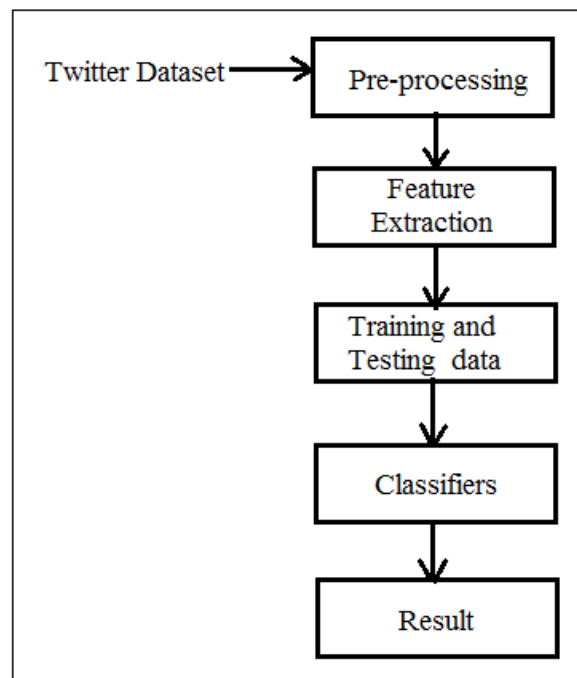 Twitter Dataset
Pre-processing
Feature
Extraction
Training and
Testing data
Classifiers
Result